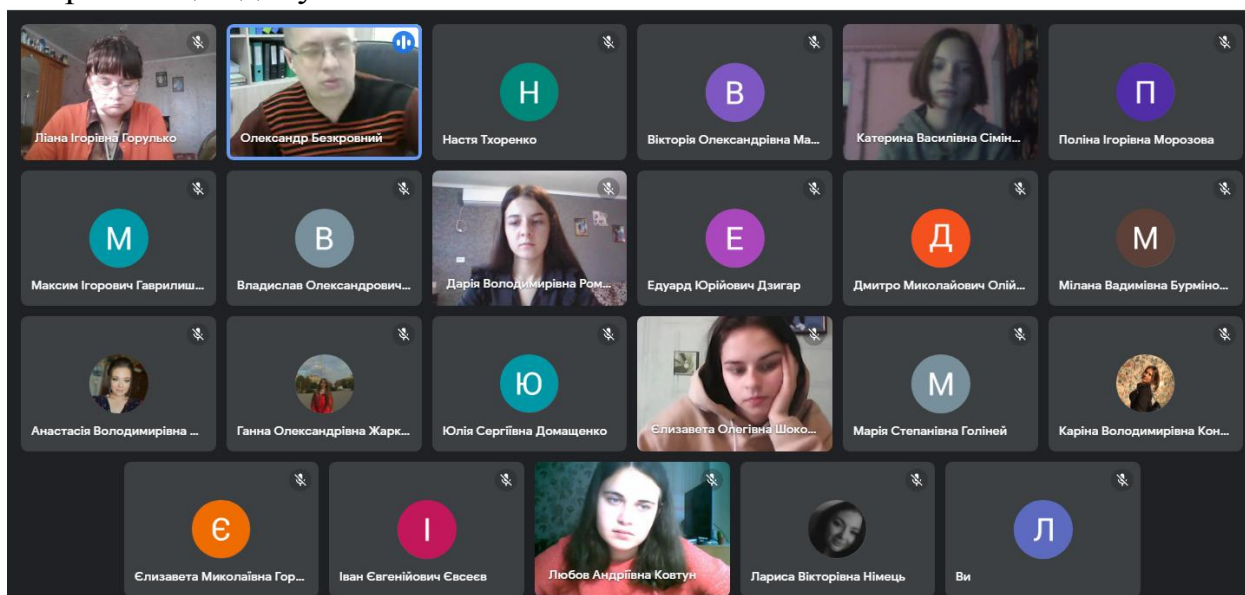 Ліана Ігорівна Горулько
Олександр Безкровний
Н
Настя Тхоренко
В
Вікторія Олександрівна Ма...
Катерина Василівна Сімін...
П
Поліна Ігорівна Морозова
М
Максим Ігорович Гаврилиш...
В
Владислав Олександрович...
Дарія Володимирівна Ром...
Е
Едуард Юрійович Дзигар
Д
Дмитро Миколайович Олій...
М
Мілана Вадимівна Бурміно...
Анастасія Володимирівна ...
Ганна Олександрівна Жарк...
Ю
Юлія Сергіївна Домащенко
Єлизавета Олегівна Шоко...
М
Марія Степанівна Голіней
Каріна Володимирівна Кон...
Є
Єлизавета Миколаївна Гор...
І
Іван Євгенійович Євсеєв
Любов Андріївна Ковтун
Лариса Вікторівна Німець
Л
Ви